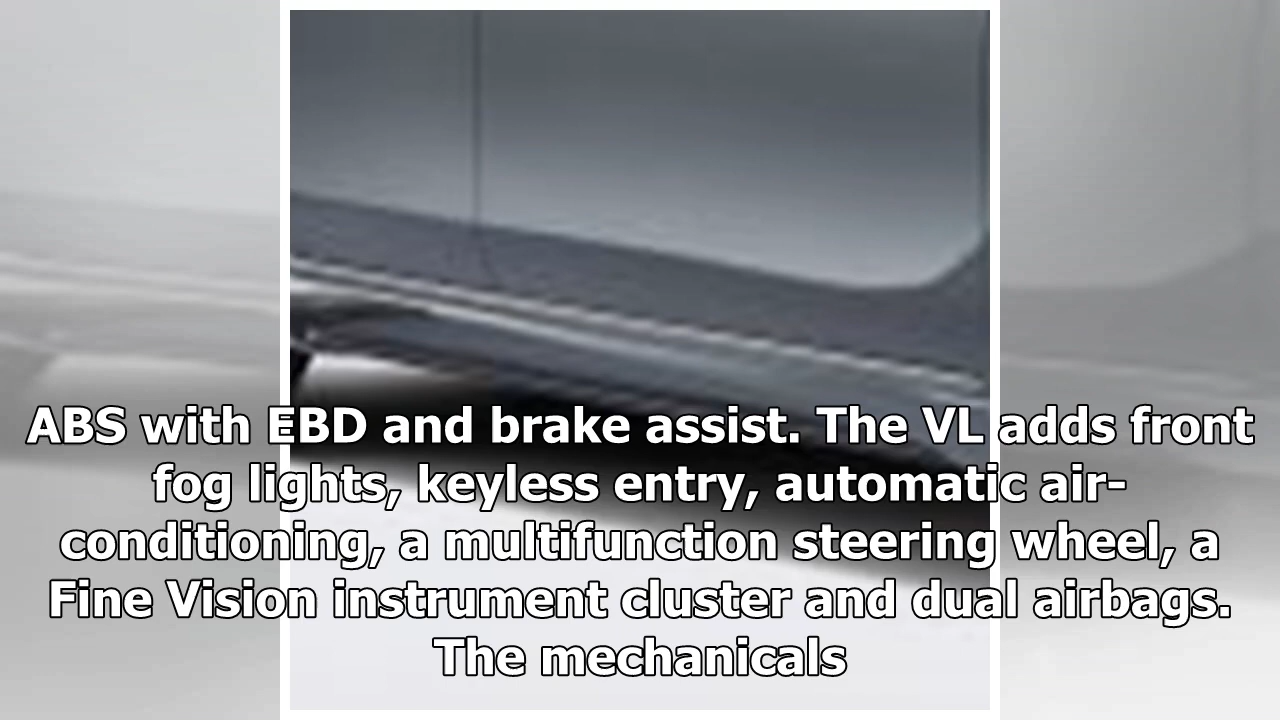 ABS with EBD and brake assist. The VL adds front
fog lights, keyless entry, automatic air-
conditioning, a multifunction steering wheel, a
Fine Vision instrument cluster and dual airbags.
The mechanicals